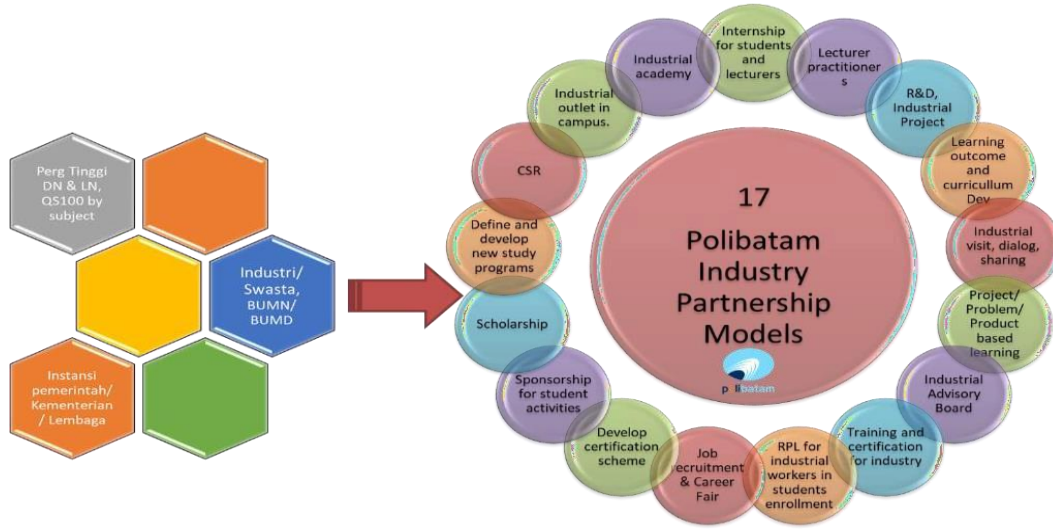 Perg Tinggi
DN & LN,
QS100 by
subject
Industri/
Swasta,
BUMN/
BUMD
Instansi
pemerintah/
Kementerian
/ Lembaga
17
Polibatam
Industry
Partnership
Models
polibatam
Internship
for students
and
lecturers
Lecturer
practitioner
s
R&D,
Industrial
Project
Learning
outcome
and
curricullum
Dev
Industrial
visit, dialog,
sharing
Project/
Problem/
Product
based
learning
Industrial
Advisory
Board
Training and
certification
for industry
RPL for
industrial
workers in
students
enrollment
Job
recruitment
& Career
Fair
Develop
certification
scheme
Sponsorship
for student
activities
Scholarship
Define and
develop
new study
programs
CSR
Industrial
outlet in
campus.
Industrial
academy